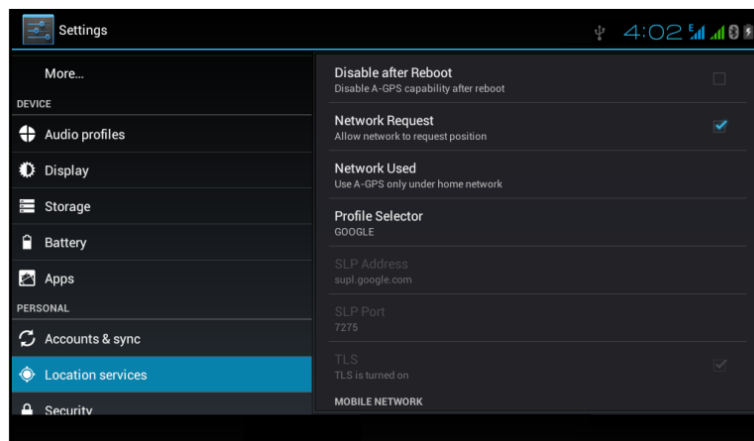 Settings
4:02
E
More...
DEVICE
Audio profiles
Display
Storage
Battery
Apps
PERSONAL
Accounts & sync
Location services
Security
Disable after Reboot
Disable A-GPS capability after reboot
Network Request
Allow network to request position
Network Used
Use A-GPS only under home network
Profile Selector
GOOGLE
SLP Address
supl.google.com
SLP Port
7275
TLS
TLS is turned on
MOBILE NETWORK